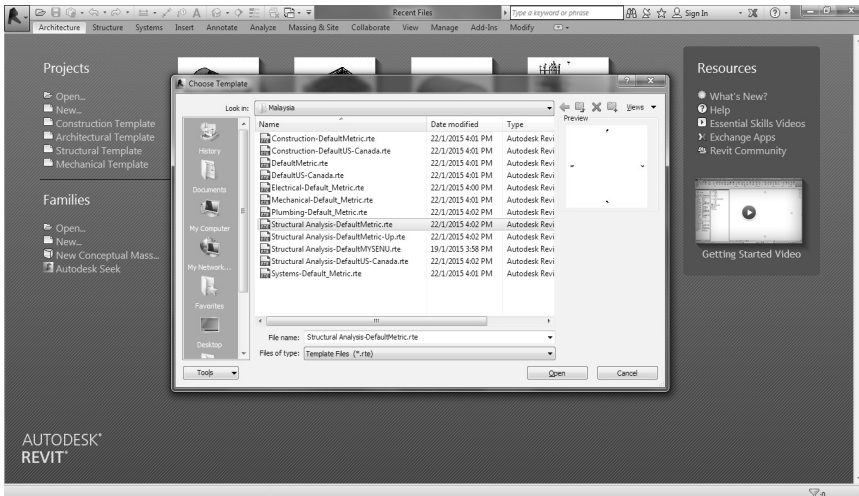 Recent Files
Type a keyword or phrase
Sign In
Architecture Structure Systems Insert Annotate Analyze Massing & Site Collaborate View Manage Add-Ins Modify
Projects
Open...
New...
Construction Template
Architectural Template
Structural Template
Mechanical Template
Families
Open...
New...
New Conceptual Mass...
Autodesk Seek
Choose Template
Look in: Malaysia
Views
Name Date modified Type
Preview
Construction-DefaultMetric.rte 22/1/2015 4:01 PM Autodesk Revi
Construction-DefaultUS-Canada.rte 22/1/2015 4:01 PM Autodesk Revi
DefaultMetric.rte 22/1/2015 4:01 PM Autodesk Revi
DefaultUS-Canada.rte 22/1/2015 4:01 PM Autodesk Revi
Electrical-Default_Metric.rte 22/1/2015 4:00 PM Autodesk Revi
Mechanical-Default_Metric.rte 22/1/2015 4:01 PM Autodesk Revi
Plumbing-Default_Metric.rte 22/1/2015 4:02 PM Autodesk Revi
Structural Analysis-DefaultMetric.rte 22/1/2015 4:02 PM Autodesk Revi
Structural Analysis-DefaultMetric-Up.rte 22/1/2015 4:02 PM Autodesk Revi
Structural Analysis-DefaultMYSENU.rte 19/1/2015 3:58 PM Autodesk Revi
Structural Analysis-DefaultUS-Canada.rte 22/1/2015 4:02 PM Autodesk Revi
Systems-Default_Metric.rte 22/1/2015 4:01 PM Autodesk Revi
History
Documents
My Computer
My Network...
Favorites
Desktop
File name: Structural Analysis-DefaultMetric.rte
Files of type: Template Files (*.rte)
Tools
Open
Cancel
Resources
What's New?
Help
Essential Skills Videos
Exchange Apps
Revit Community
Getting Started Video
AUTODESK®
REVIT®
:0